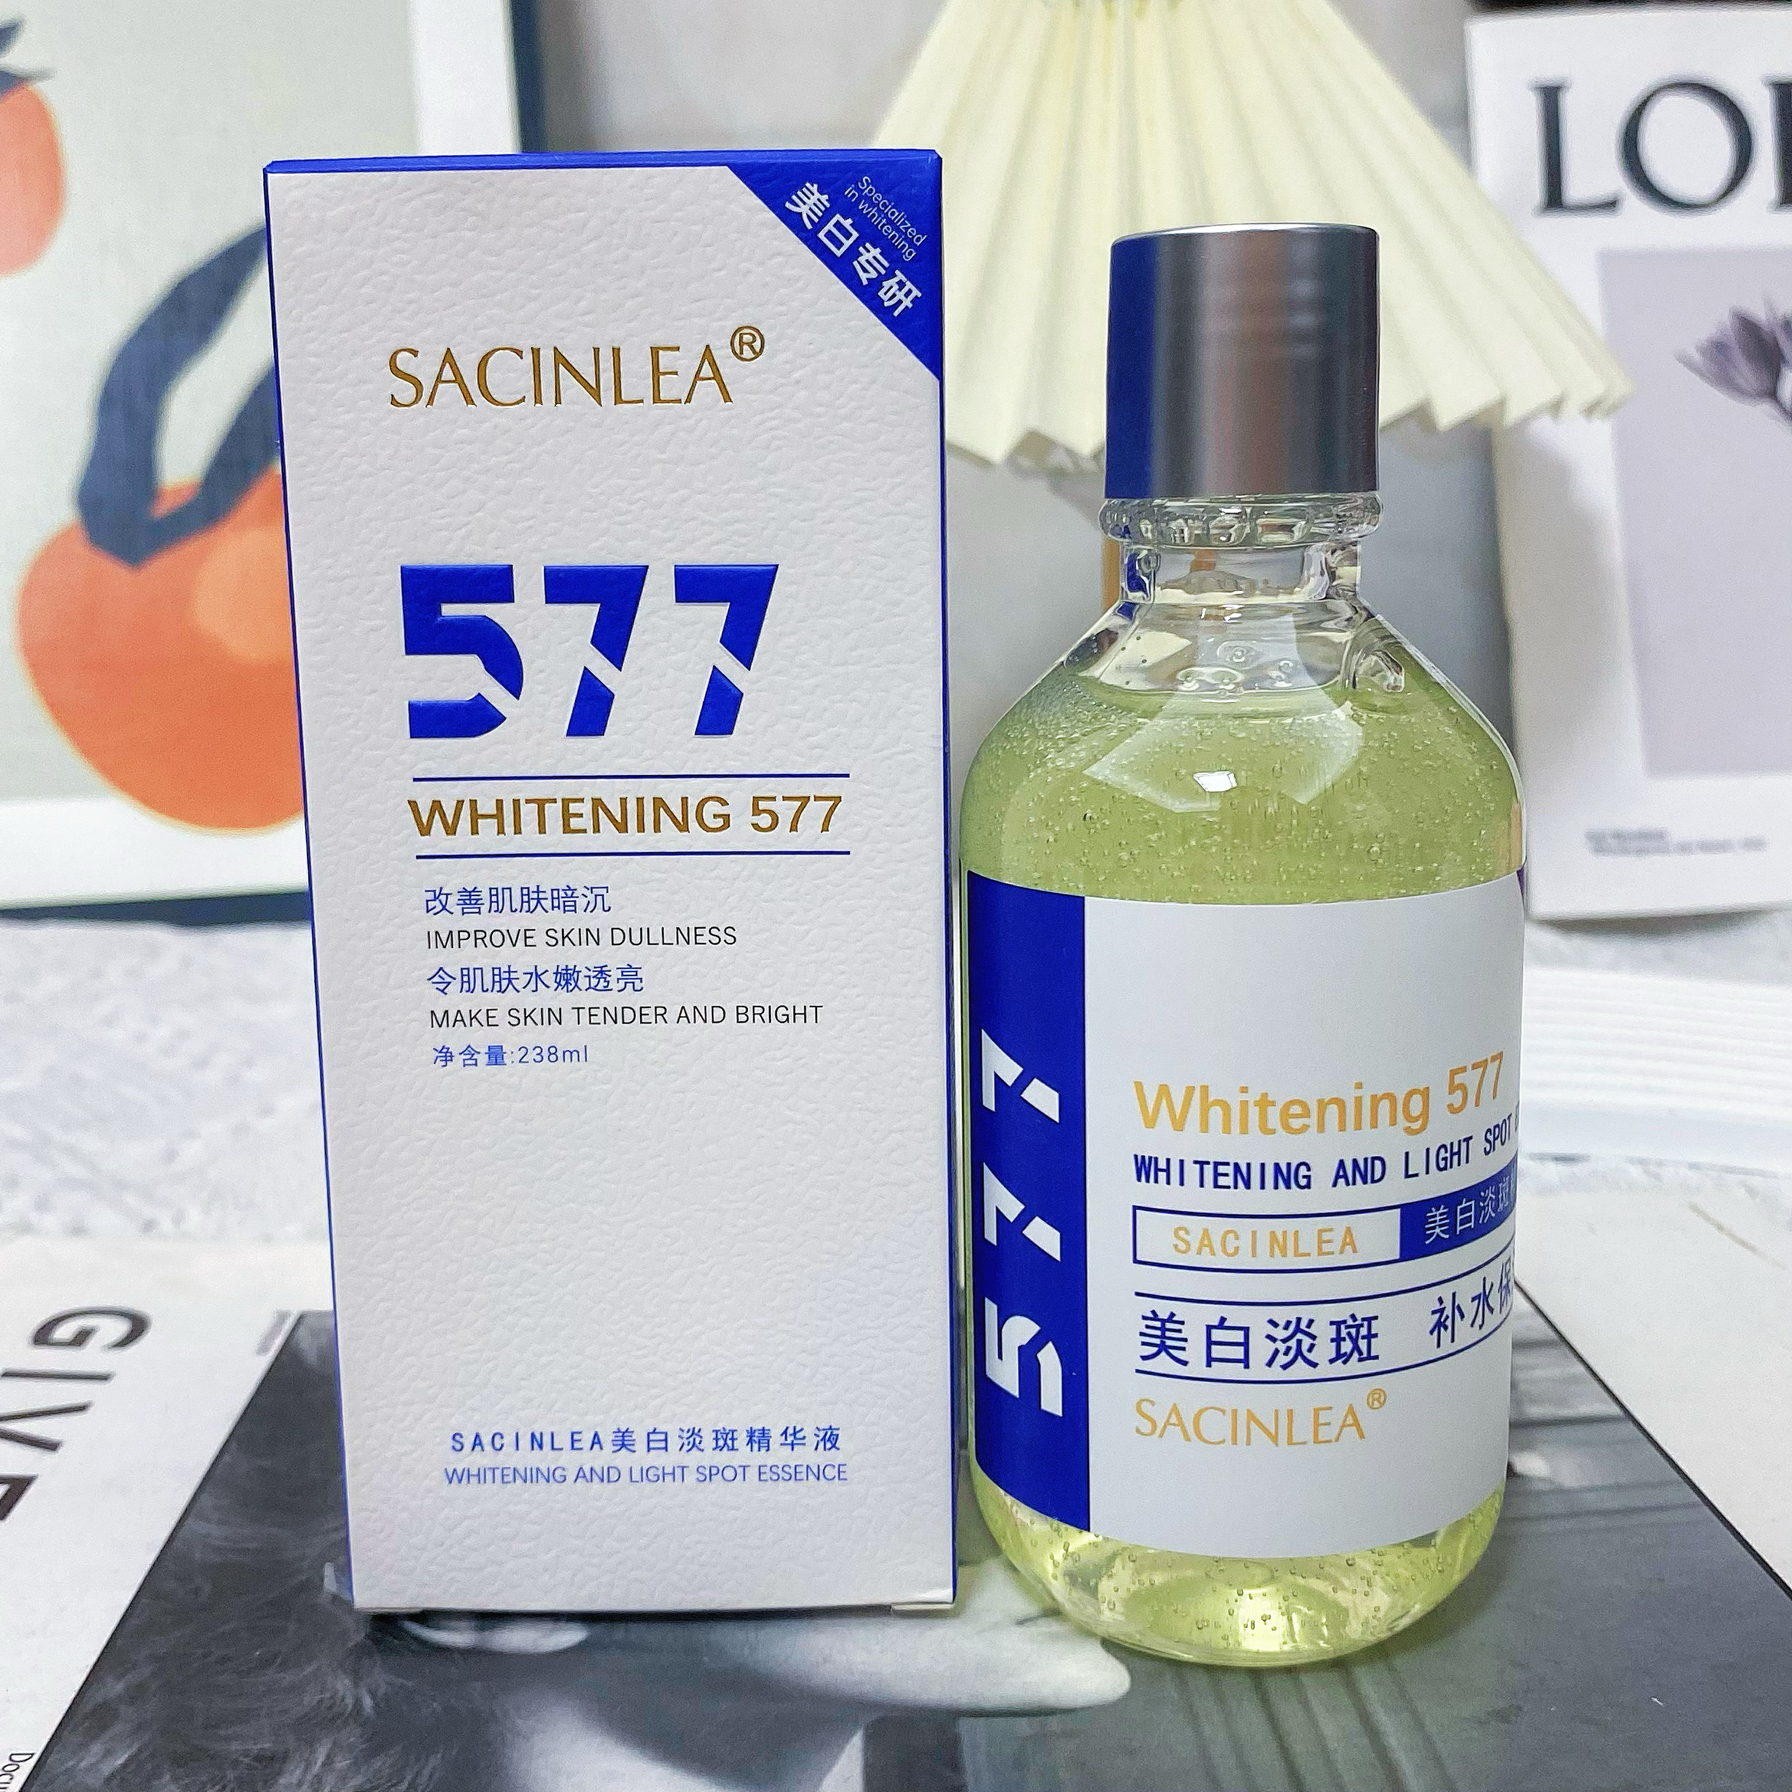 Specialized
in whitening
美白专研
SACINLEA®
577
WHITENING 577
改善肌肤暗沉
IMPROVE SKIN DULLNESS
令肌肤水嫩透亮
MAKE SKIN TENDER AND BRIGHT
净含量:238ml
SACINLEA美白淡斑精华液
WHITENING AND LIGHT SPOT ESSENCE
577
Whitening 577
WHITENING AND LIGHT SPOT
SACINLEA 美白淡斑
美白淡斑 补水保
SACINLEA®
LO
GIVE